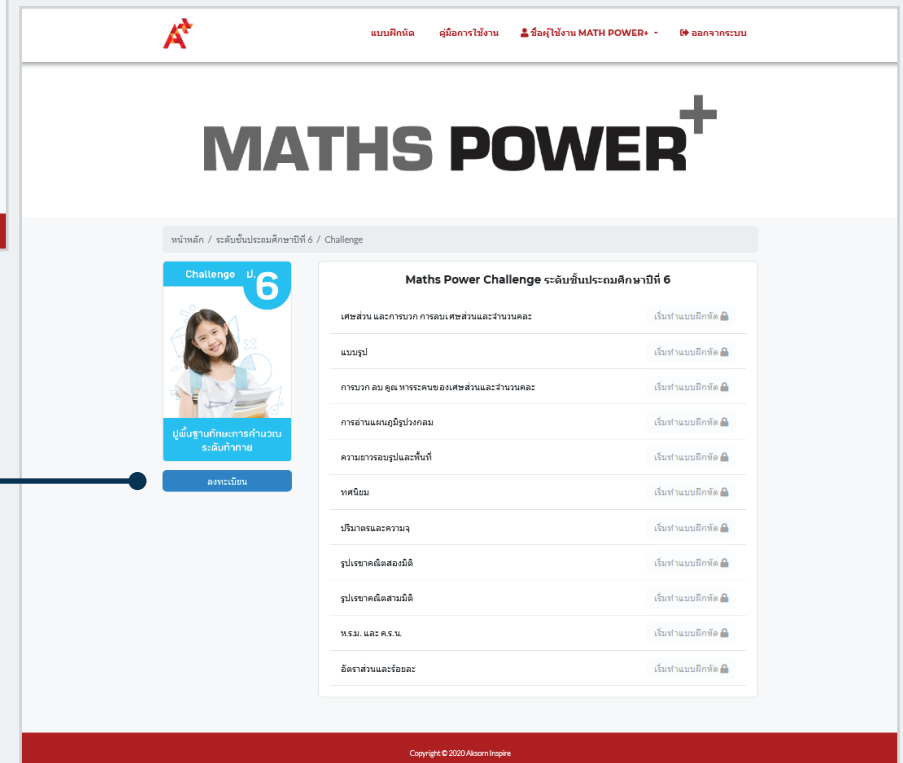 แบบฝึกหัด คู่มือการใช้งาน ชื่อผู้ใช้งาน MATH POWER+ ออกจากระบบ
MATHS POWER+
หน้าหลัก / ระดับชั้นประถมศึกษาปีที่ 6 / Challenge
Challenge ป.6
ปูพื้นฐานทักษะการคำนวณ
ระดับท้าทาย
ลงทะเบียน
Maths Power Challenge ระดับชั้นประถมศึกษาปีที่ 6
เศษส่วน และการบวก การลบเศษส่วนและจำนวนคละ เริ่มทำแบบฝึกหัด
แบบรูป เริ่มทำแบบฝึกหัด
การบวก ลบ คูณ หารระคนของเศษส่วนและจำนวนคละ เริ่มทำแบบฝึกหัด
การอ่านแผนภูมิรูปวงกลม เริ่มทำแบบฝึกหัด
ความยาวรอบรูปและพื้นที่ เริ่มทำแบบฝึกหัด
ทศนิยม เริ่มทำแบบฝึกหัด
ปริมาตรและความจุ เริ่มทำแบบฝึกหัด
รูปเรขาคณิตสองมิติ เริ่มทำแบบฝึกหัด
รูปเรขาคณิตสามมิติ เริ่มทำแบบฝึกหัด
ห.ร.ม. และ ค.ร.น. เริ่มทำแบบฝึกหัด
อัตราส่วนและร้อยละ เริ่มทำแบบฝึกหัด
Copyright © 2020 Aksorn Inspire